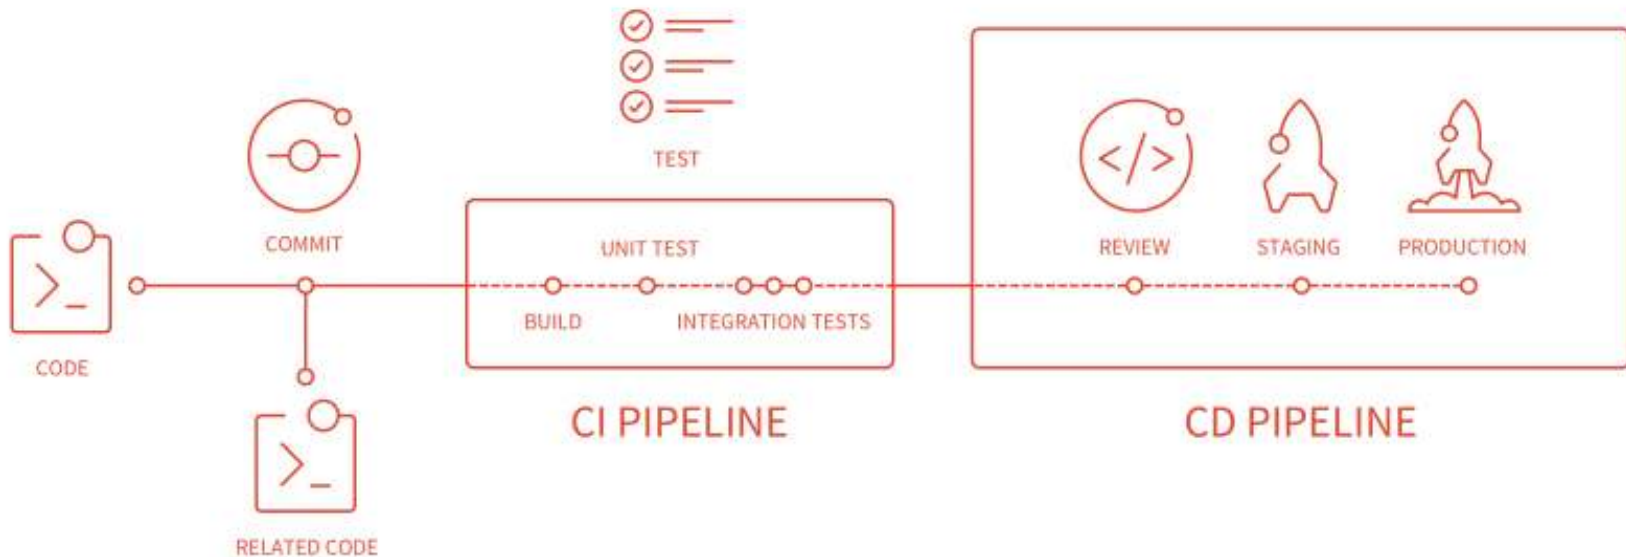 TEST
COMMIT
REVIEW
STAGING
PRODUCTION
UNIT TEST
BUILD
INTEGRATION TESTS
CODE
CI PIPELINE
CD PIPELINE
RELATED CODE